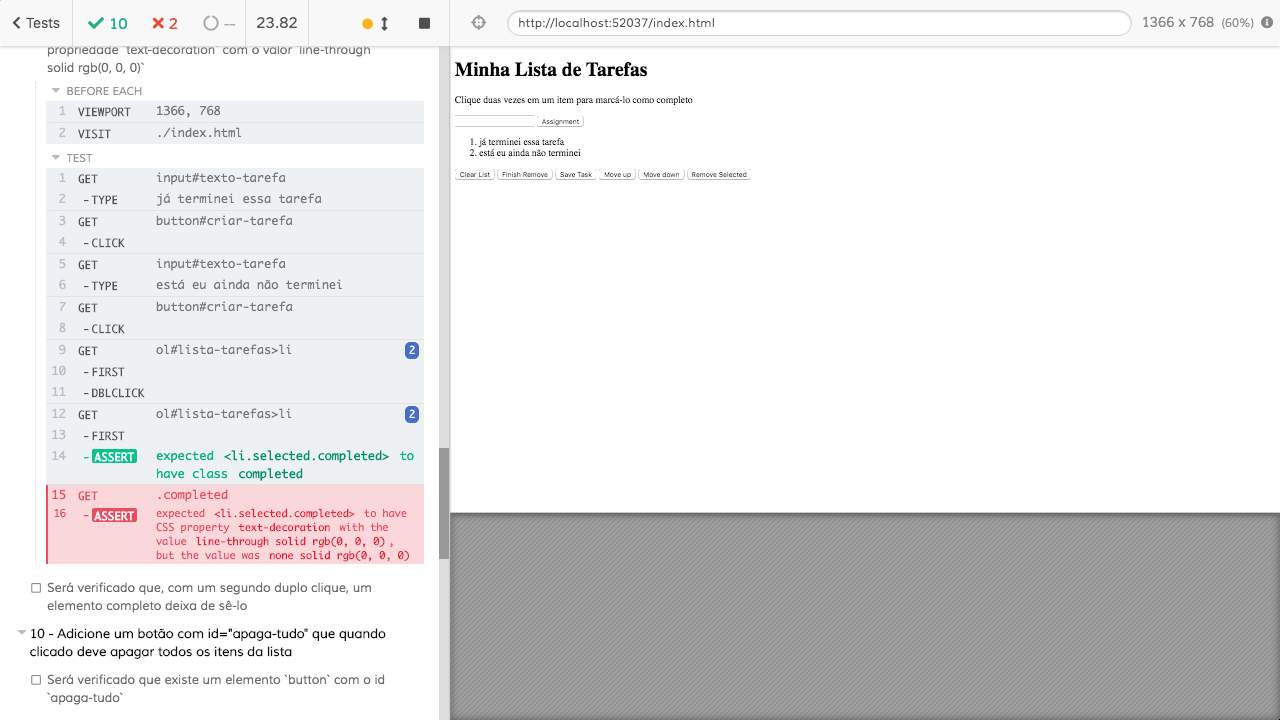 Tests 10 2 -- 23.82 http://localhost:52037/index.html 1366 x 768 (60%)
propriedade `text-decoration` com o valor `line-through
solid rgb(0, 0, 0)`
BEFORE EACH
1 VIEWPORT 1366, 768
2 VISIT ./index.html
TEST
1 GET input#texto-tarefa
2 -TYPE já terminei essa tarefa
3 GET button#criar-tarefa
4 -CLICK
5 GET input#texto-tarefa
6 -TYPE está eu ainda não terminei
7 GET button#criar-tarefa
8 -CLICK
9 GET ol#lista-tarefas>li 2
10 -FIRST
11 -DBLCLICK
12 GET ol#lista-tarefas>li 2
13 -FIRST
14 -ASSERT expected <li.selected.completed> to
have class completed
15 GET .completed
16 -ASSERT expected <li.selected.completed> to have
CSS property text-decoration with the
value line-through solid rgb(0, 0, 0),
but the value was none solid rgb(0, 0, 0)
Será verificado que, com um segundo duplo clique, um
elemento completo deixa de sê-lo
10 - Adicione um botão com id="apaga-tudo" que quando
clicado deve apagar todos os itens da lista
Será verificado que existe um elemento `button` com o id
`apaga-tudo`
Minha Lista de Tarefas
Clique duas vezes em um item para marcá-lo como completo
Assignment
1. já terminei essa tarefa
2. está eu ainda não terminei
Clear List Finish Remove Save Task Move up Move down Remove Selected